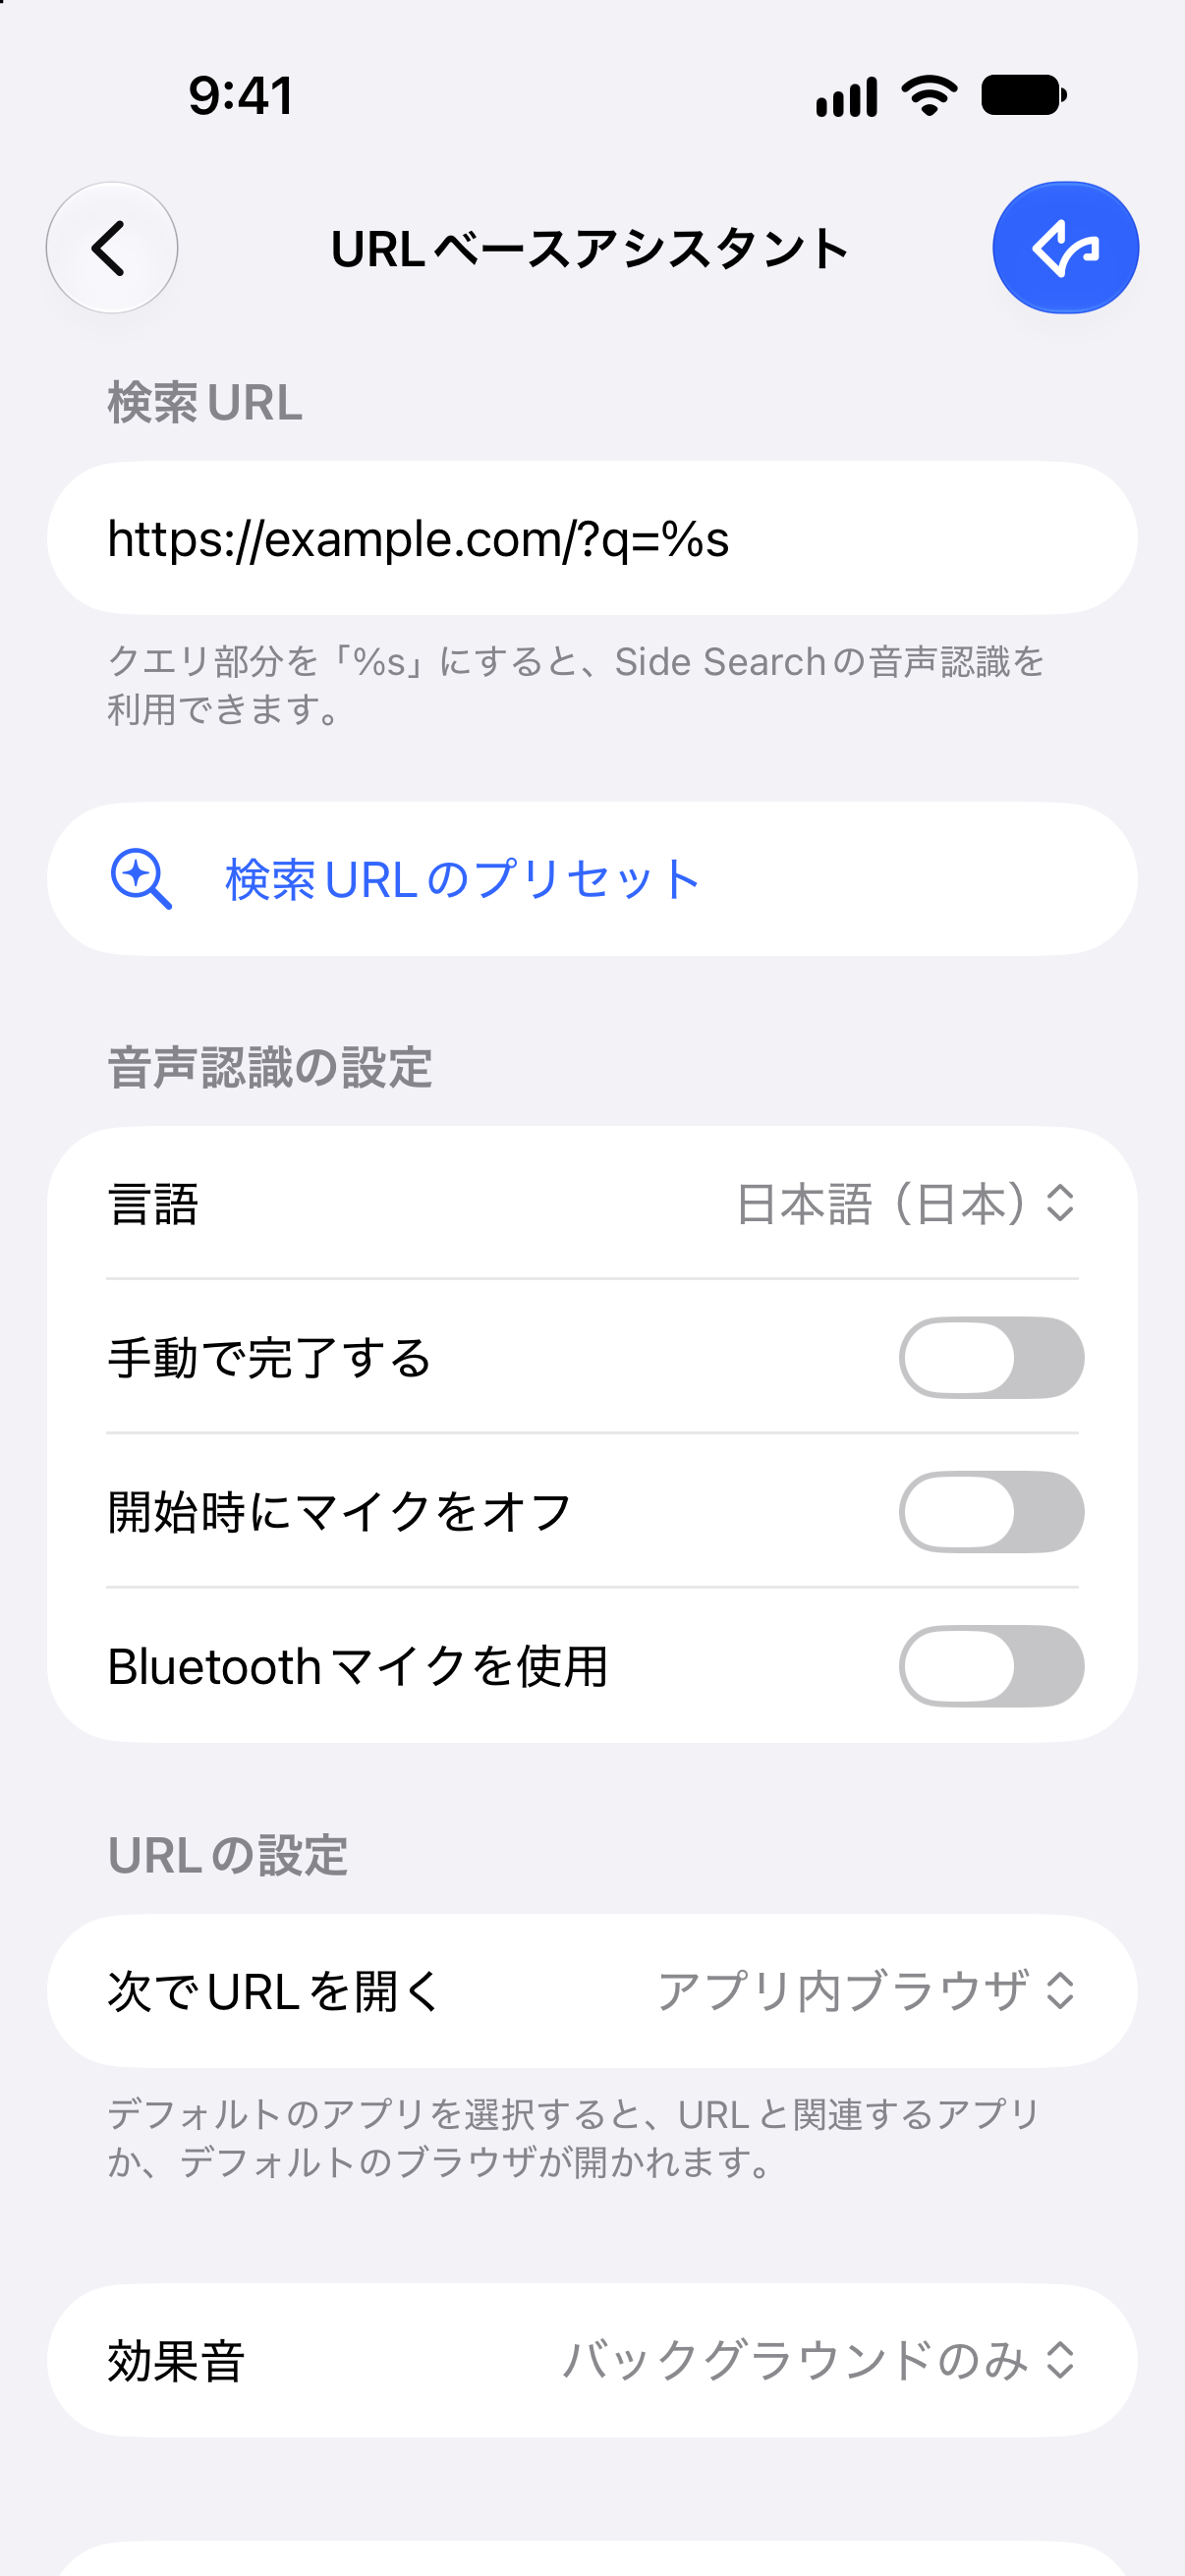 9:41
URLベースアシスタント
検索URL
https://example.com/?q=%s
クエリ部分を「%s」にすると、Side Searchの音声認識を
利用できます。
検索URLのプリセット
音声認識の設定
言語 日本語（日本）
手動で完了する
開始時にマイクをオフ
Bluetoothマイクを使用
URLの設定
次でURLを開く アプリ内ブラウザ
デフォルトのアプリを選択すると、URLと関連するアプリ
か、デフォルトのブラウザが開かれます。
効果音 バックグラウンドのみ